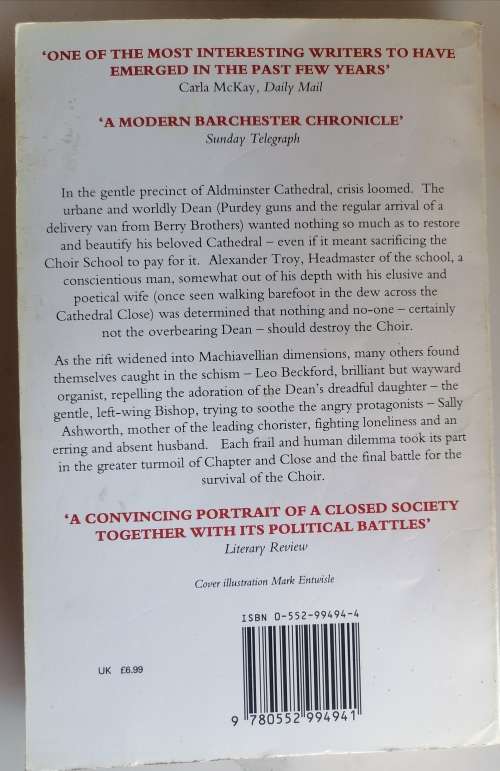 ‘ONE OF THE MOST INTERESTING WRITERS TO HAVE
EMERGED IN THE PAST FEW YEARS’
Carla McKay, Daily Mail
‘A MODERN BARCHESTER CHRONICLE’
Sunday Telegraph
In the gentle precinct of Aldminster Cathedral, crisis loomed. The
urbane and worldly Dean (Purdey guns and the regular arrival of a
delivery van from Berry Brothers) wanted nothing so much as to restore
and beautify his beloved Cathedral – even if it meant sacrificing the
Choir School to pay for it. Alexander Troy, Headmaster of the school, a
conscientious man, somewhat out of his depth with his elusive and
poetical wife (once seen walking barefoot in the dew across the
Cathedral Close) was determined that nothing and no-one – certainly
not the overbearing Dean – should destroy the Choir.
As the rift widened into Machiavellian dimensions, many others found
themselves caught in the schism – Leo Beckford, brilliant but wayward
organist, repelling the adoration of the Dean’s dreadful daughter – the
gentle, left-wing Bishop, trying to soothe the angry protagonists – Sally
Ashworth, mother of the leading chorister, fighting loneliness and an
erring and absent husband. Each frail and human dilemma took its part
in the greater turmoil of Chapter and Close and the final battle for the
survival of the Choir.
‘A CONVINCING PORTRAIT OF A CLOSED SOCIETY
TOGETHER WITH ITS POLITICAL BATTLES’
Literary Review
Cover illustration Mark Entwisle
ISBN 0-552-99494-4
UK £6.99
9 780552 994941